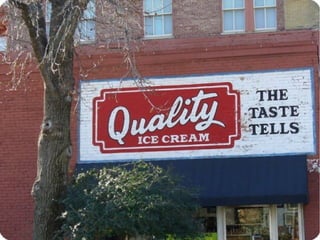 Quality
ICE CREAM
THE
TASTE
TELLS